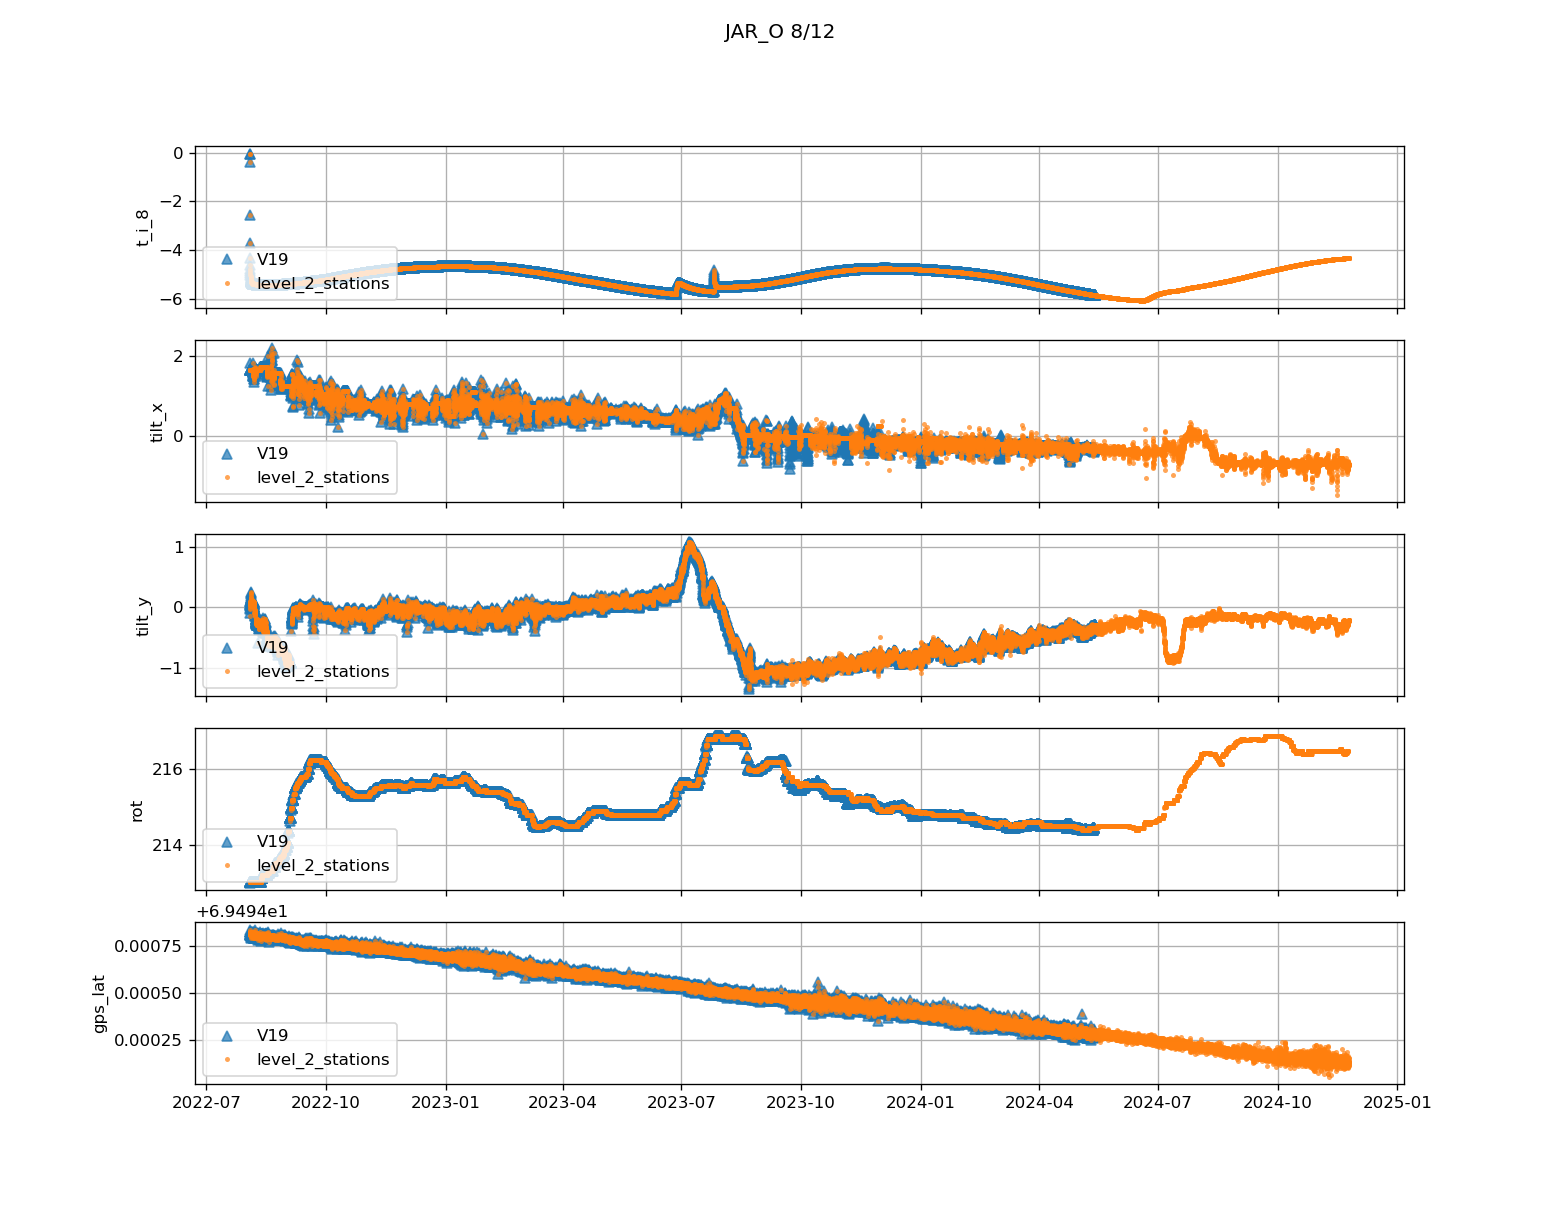 JAR_O 8/12
0
−2
−4
−6
t_i_8
V19
level_2_stations
2
0
tilt_x
V19
level_2_stations
1
0
−1
tilt_y
V19
level_2_stations
216
214
rot
V19
level_2_stations
+6.9494e1
0.00075
0.00050
0.00025
gps_lat
V19
level_2_stations
2022-07 2022-10 2023-01 2023-04 2023-07 2023-10 2024-01 2024-04 2024-07 2024-10 2025-01